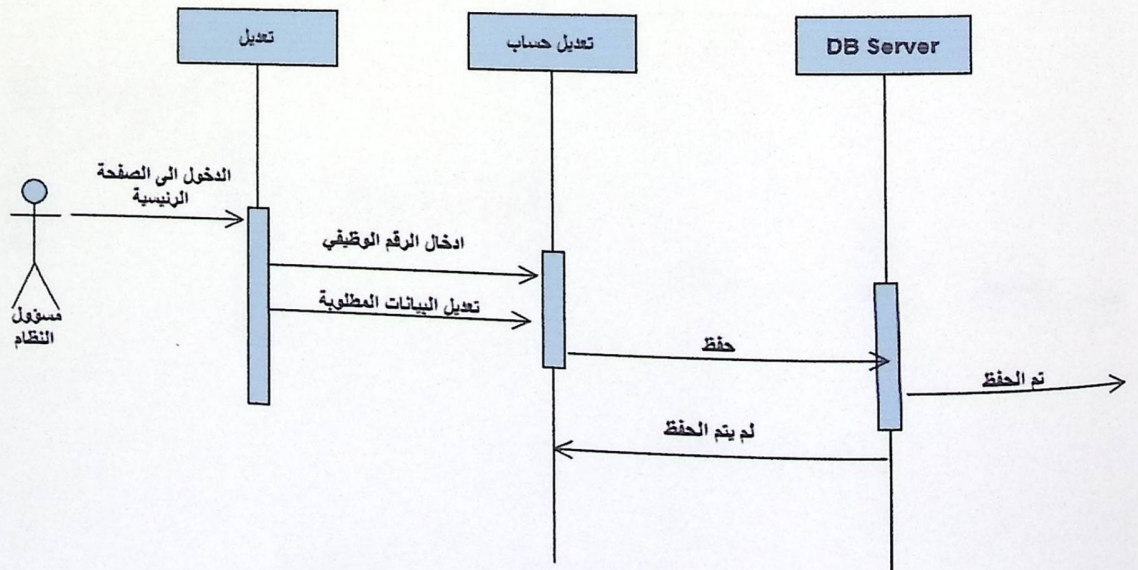 تعديل
تعديل حساب
DB Server
الدخول الى الصفحة
الرئيسية
ادخال الرقم الوظيفي
تعديل البيانات المطلوبة
مسؤول
النظام
حفظ
تم الحفظ
لم يتم الحفظ